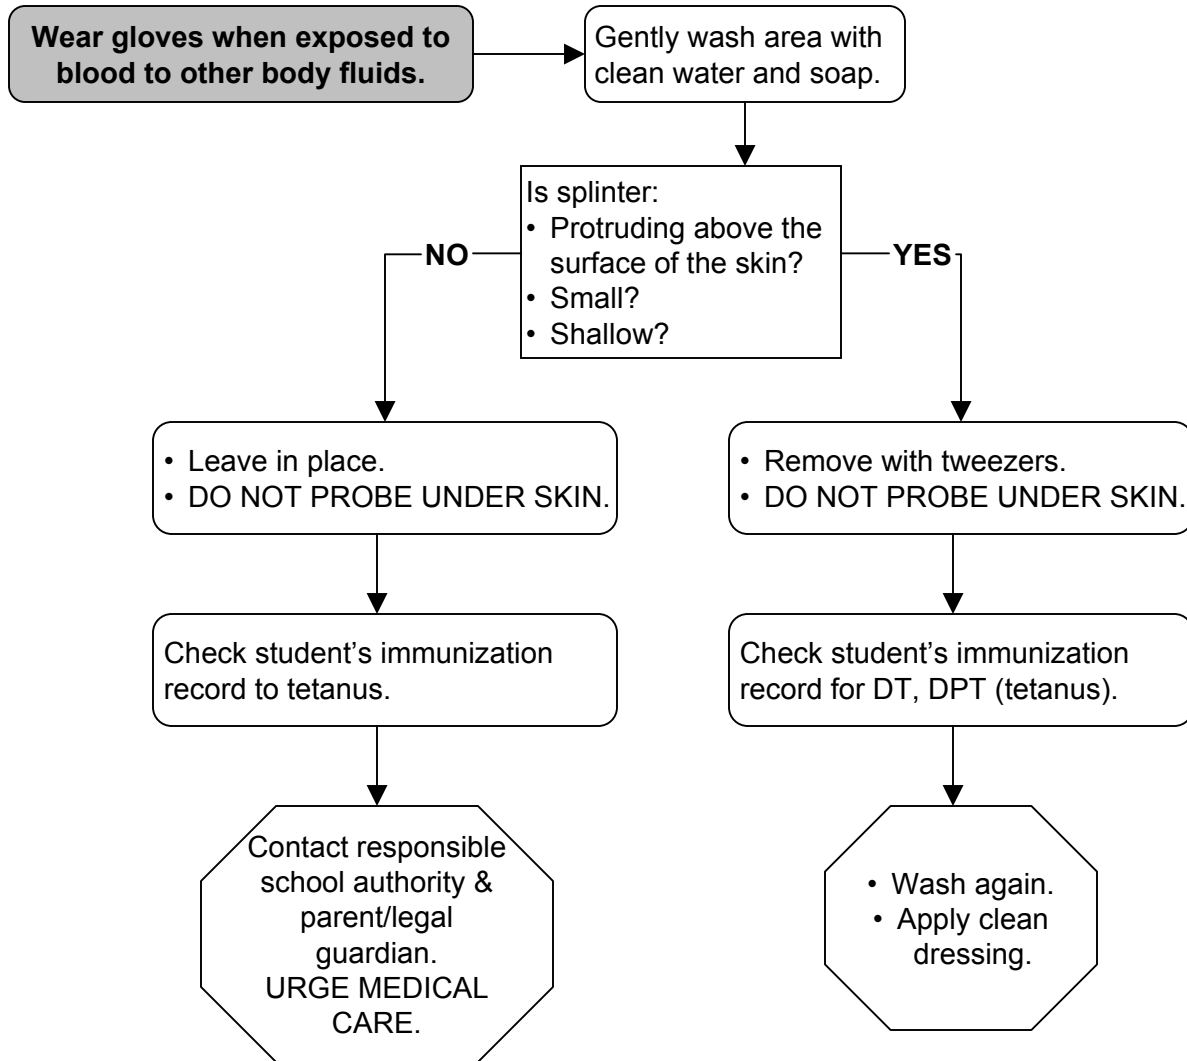 Wear gloves when exposed to
blood to other body fluids.
Gently wash area with
clean water and soap.
Is splinter:
• Protruding above the
surface of the skin?
• Small?
• Shallow?
NO
YES
• Leave in place.
• DO NOT PROBE UNDER SKIN.
• Remove with tweezers.
• DO NOT PROBE UNDER SKIN.
Check student’s immunization
record to tetanus.
Check student’s immunization
record for DT, DPT (tetanus).
Contact responsible
school authority &
parent/legal
guardian.
URGE MEDICAL
CARE.
• Wash again.
• Apply clean
dressing.